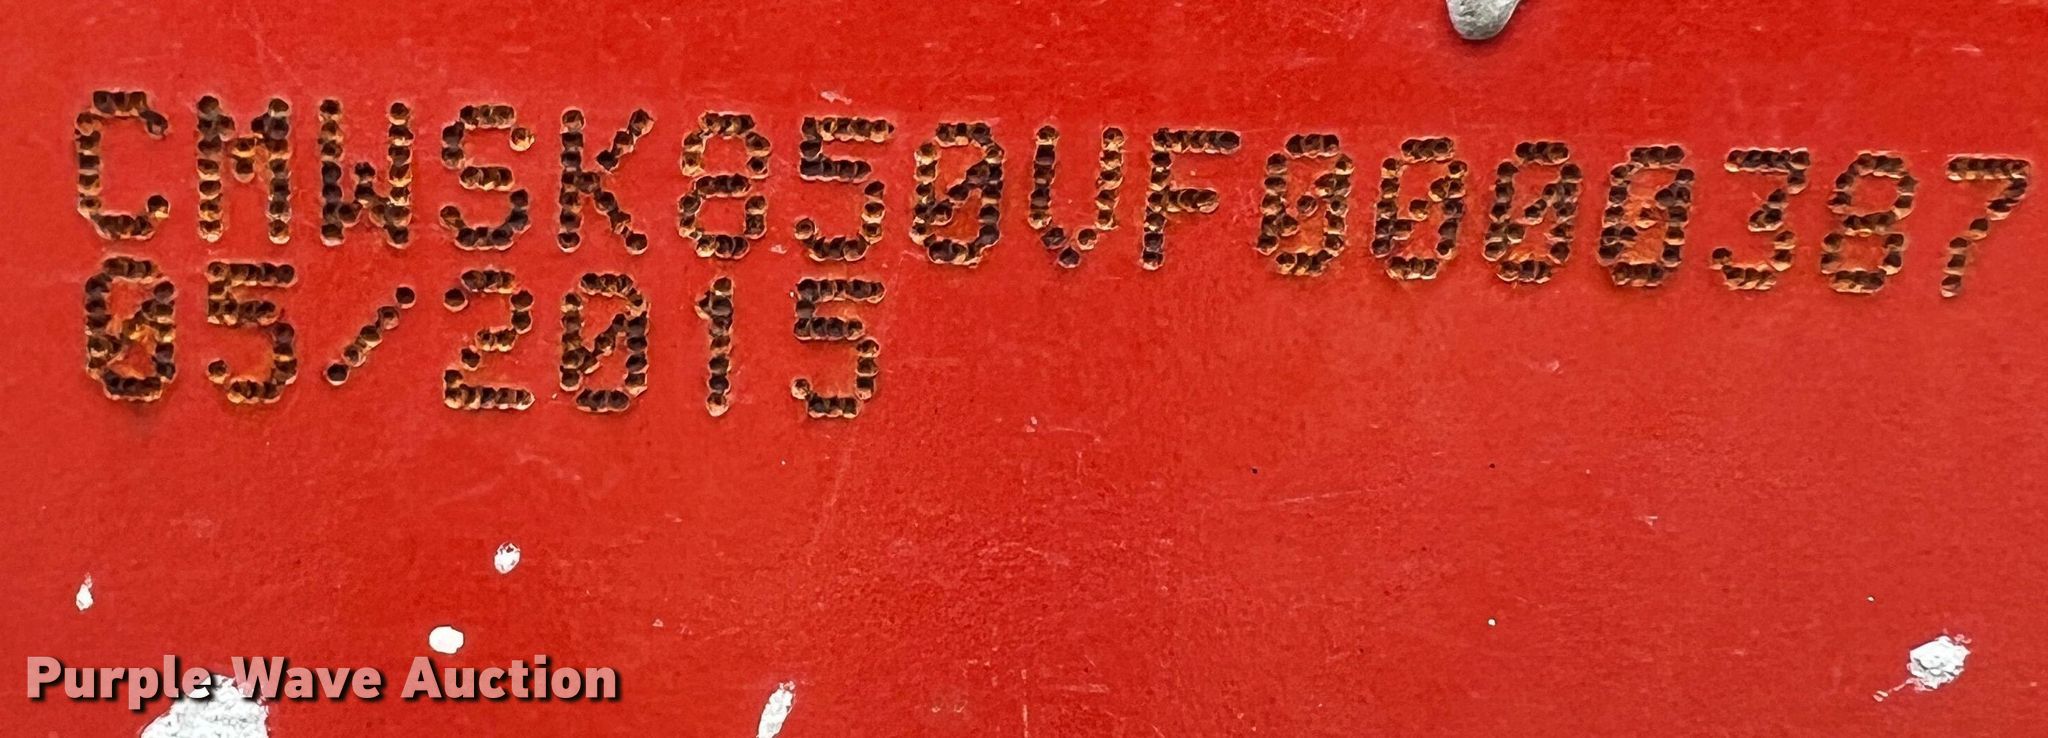 CMWSK850VF0000387
05/2015
Purple Wave Auction